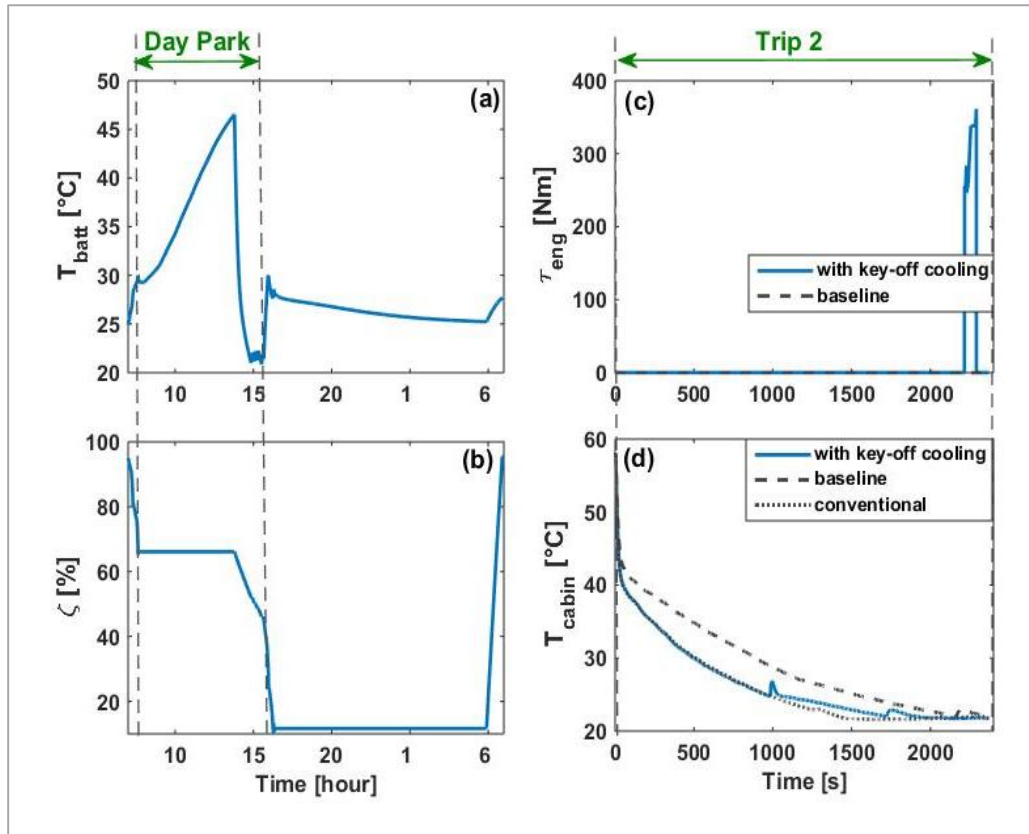 Day Park
Trip 2
50
45
40
35
30
25
20
T_batt [°C]
(a)
10 15 20 1 6
100
80
60
40
20
ζ [%]
(b)
10 15 20 1 6
Time [hour]
400
300
200
100
0
τ_eng [Nm]
(c)
with key-off cooling
baseline
0 500 1000 1500 2000
60
50
40
30
20
T_cabin [°C]
(d)
with key-off cooling
baseline
conventional
0 500 1000 1500 2000
Time [s]